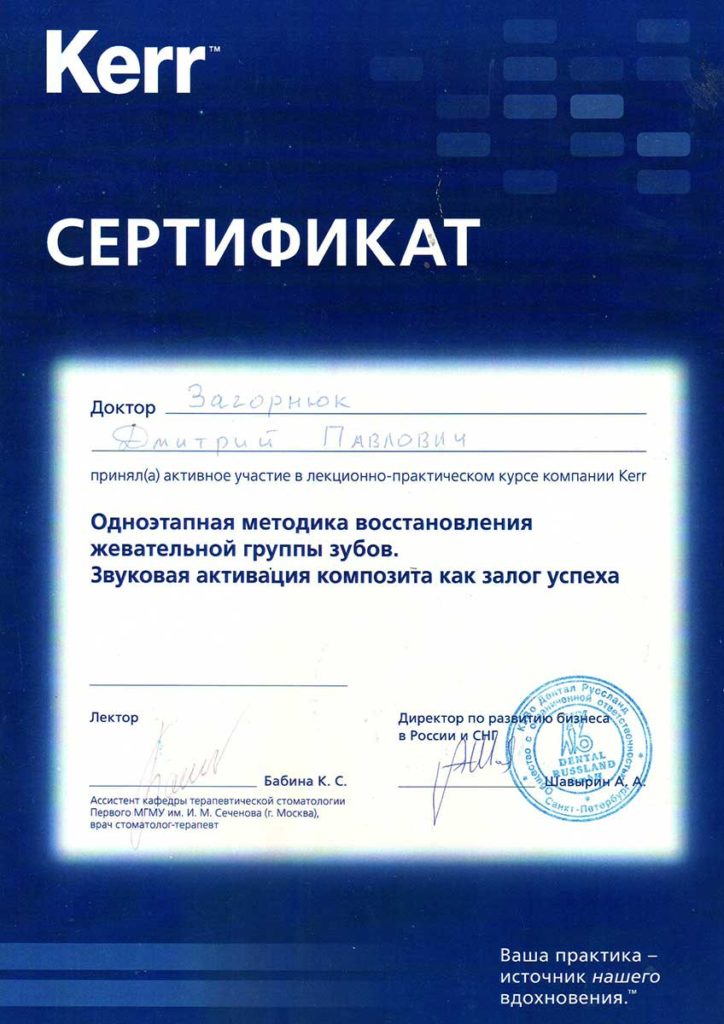 Kerr™
СЕРТИФИКАТ
Доктор Загорнюк
Дмитрий Павлович
принял(а) активное участие в лекционно-практическом курсе компании Kerr
Одноэтапная методика восстановления
жевательной группы зубов.
Звуковая активация композита как залог успеха
Лектор
Бабина К. С.
Ассистент кафедры терапевтической стоматологии
Первого МГМУ им. И. М. Сеченова (г. Москва),
врач стоматолог-терапевт
Директор по развитию бизнеса
в России и СНГ
Шавырин А. А.
Дентал Руссланд
Общество с ограниченной ответственностью
DENTAL
RUSSLAND
Санкт-Петербург
Ваша практика –
источник нашего
вдохновения.™